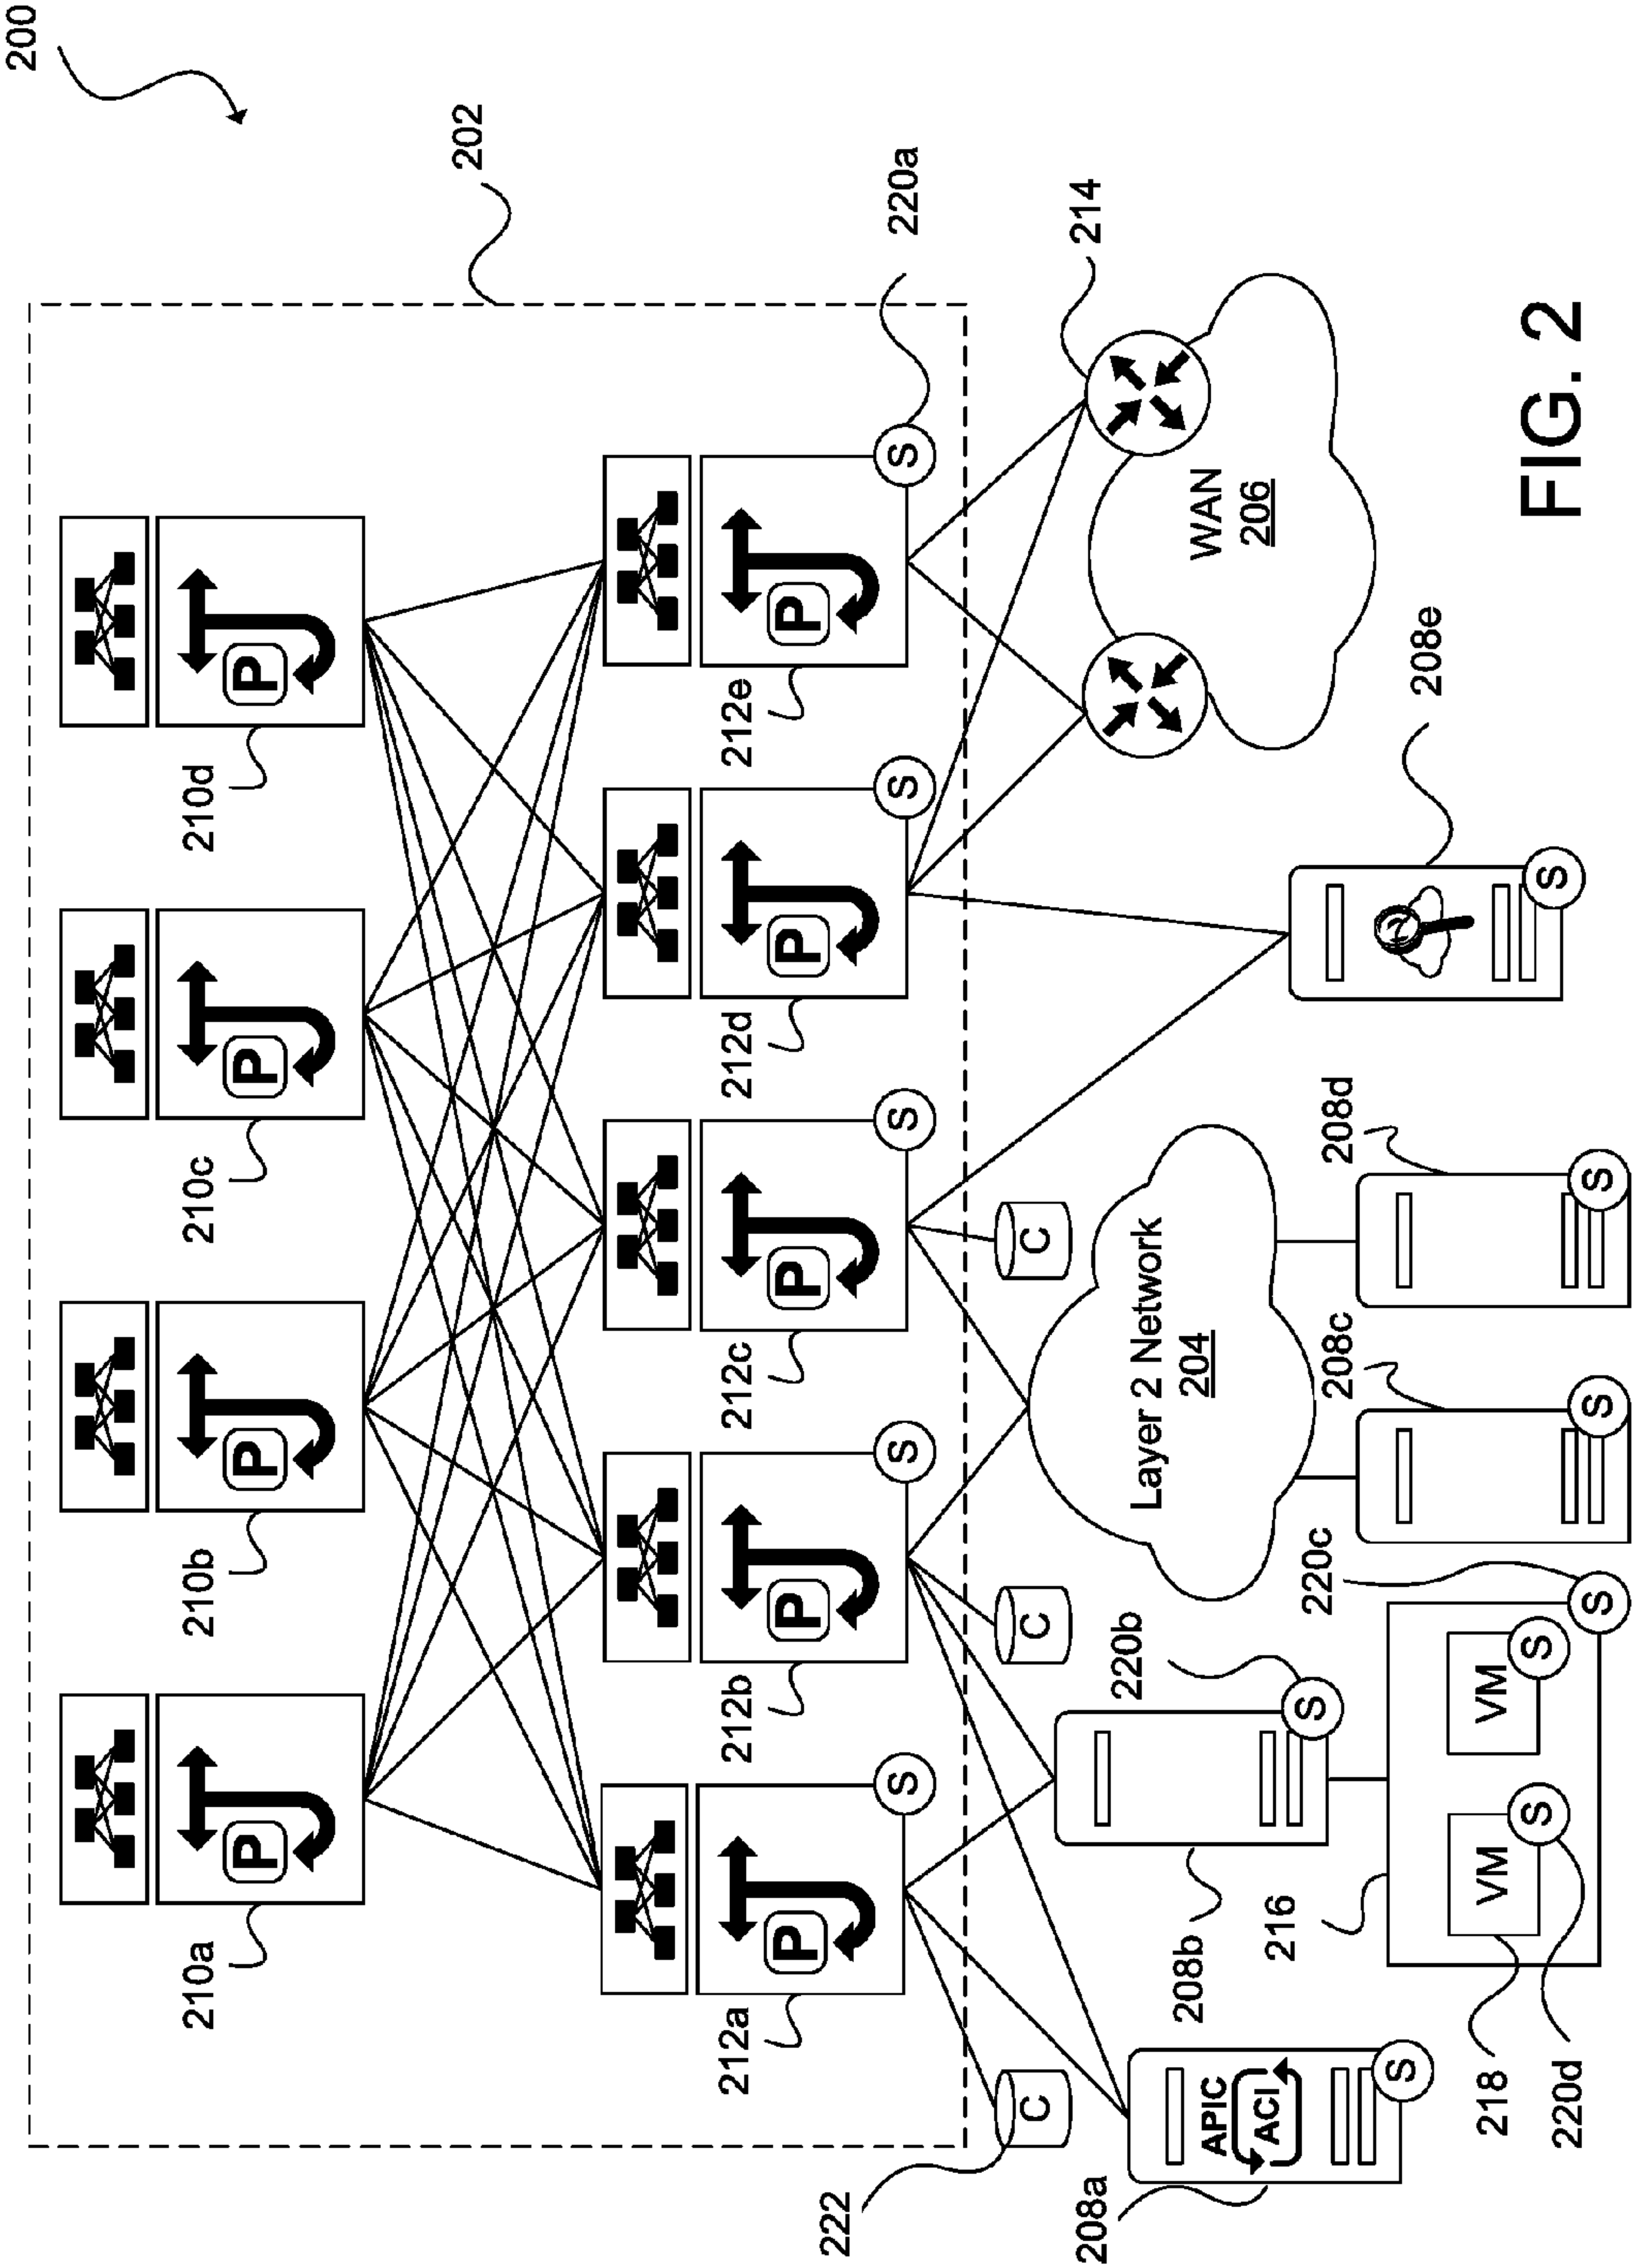 200
202
210a
210b
210c
210d
P
P
P
P
212a
212b
212c
212d
212e
P
P
P
P
P
S
S
S
S
S
220a
222
C
C
C
214
208a
APIC
ACI
S
208b
220b
S
Layer 2 Network
204
WAN
206
216
220c
S
VM
S
VM
S
218
220d
208c
S
208d
S
208e
S
FIG. 2